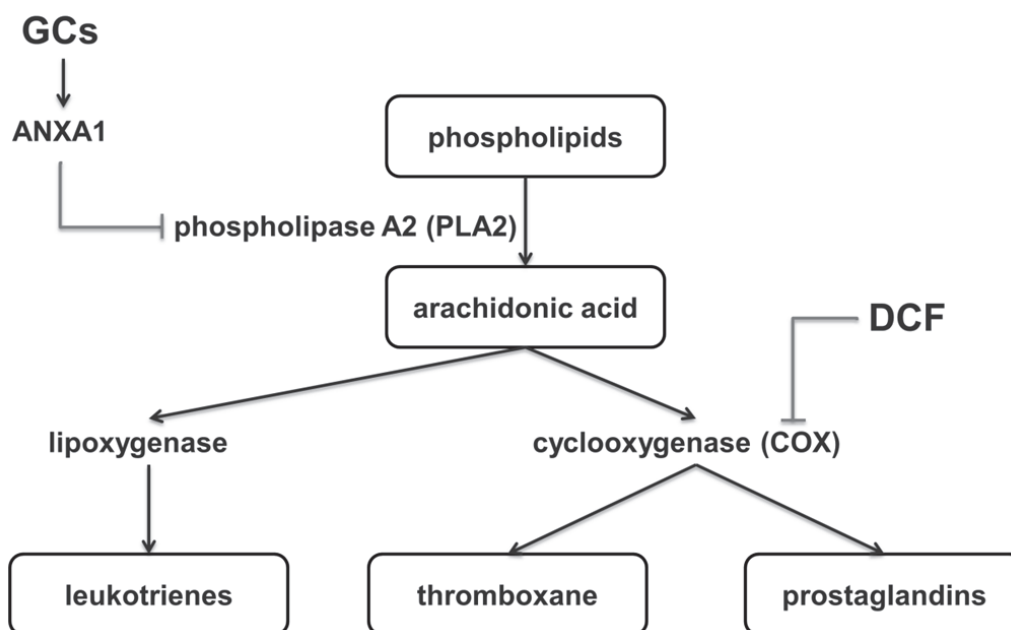 GCs
ANXA1
phospholipids
phospholipase A2 (PLA2)
arachidonic acid
DCF
lipoxygenase
cyclooxygenase (COX)
leukotrienes
thromboxane
prostaglandins